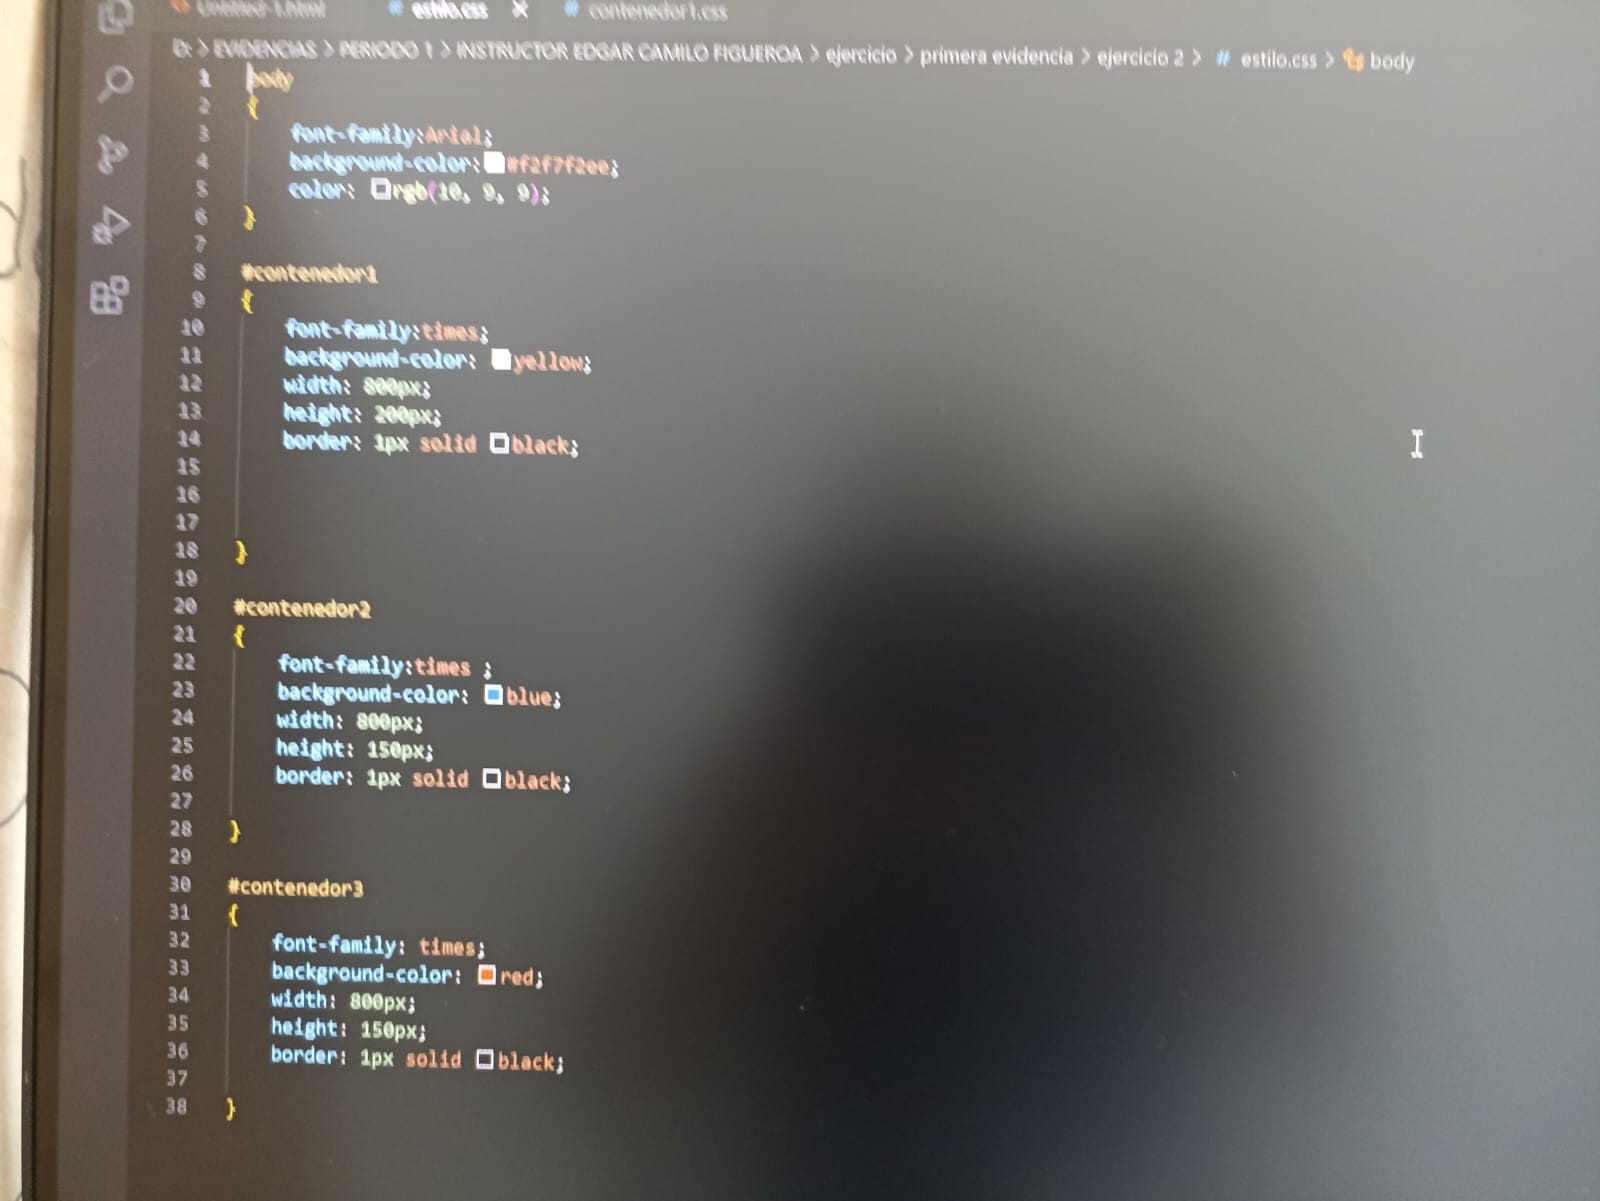 Untitled-1.html # estilo.css × # contenedor1.css
D: > EVIDENCIAS > PERIODO 1 > INSTRUCTOR EDGAR CAMILO FIGUEROA > ejercicio > primera evidencia > ejercicio 2 > # estilo.css > body
1 body
2 {
3 font-family:Arial;
4 background-color:#f2f7f2ee;
5 color: rgb(10, 9, 9);
6 }
7
8 #contenedor1
9 {
10 font-family:times;
11 background-color: yellow;
12 width: 800px;
13 height: 200px;
14 border: 1px solid black;
15
16
17
18 }
19
20 #contenedor2
21 {
22 font-family:times ;
23 background-color: blue;
24 width: 800px;
25 height: 150px;
26 border: 1px solid black;
27
28 }
29
30 #contenedor3
31 {
32 font-family: times;
33 background-color: red;
34 width: 800px;
35 height: 150px;
36 border: 1px solid black;
37
38 }